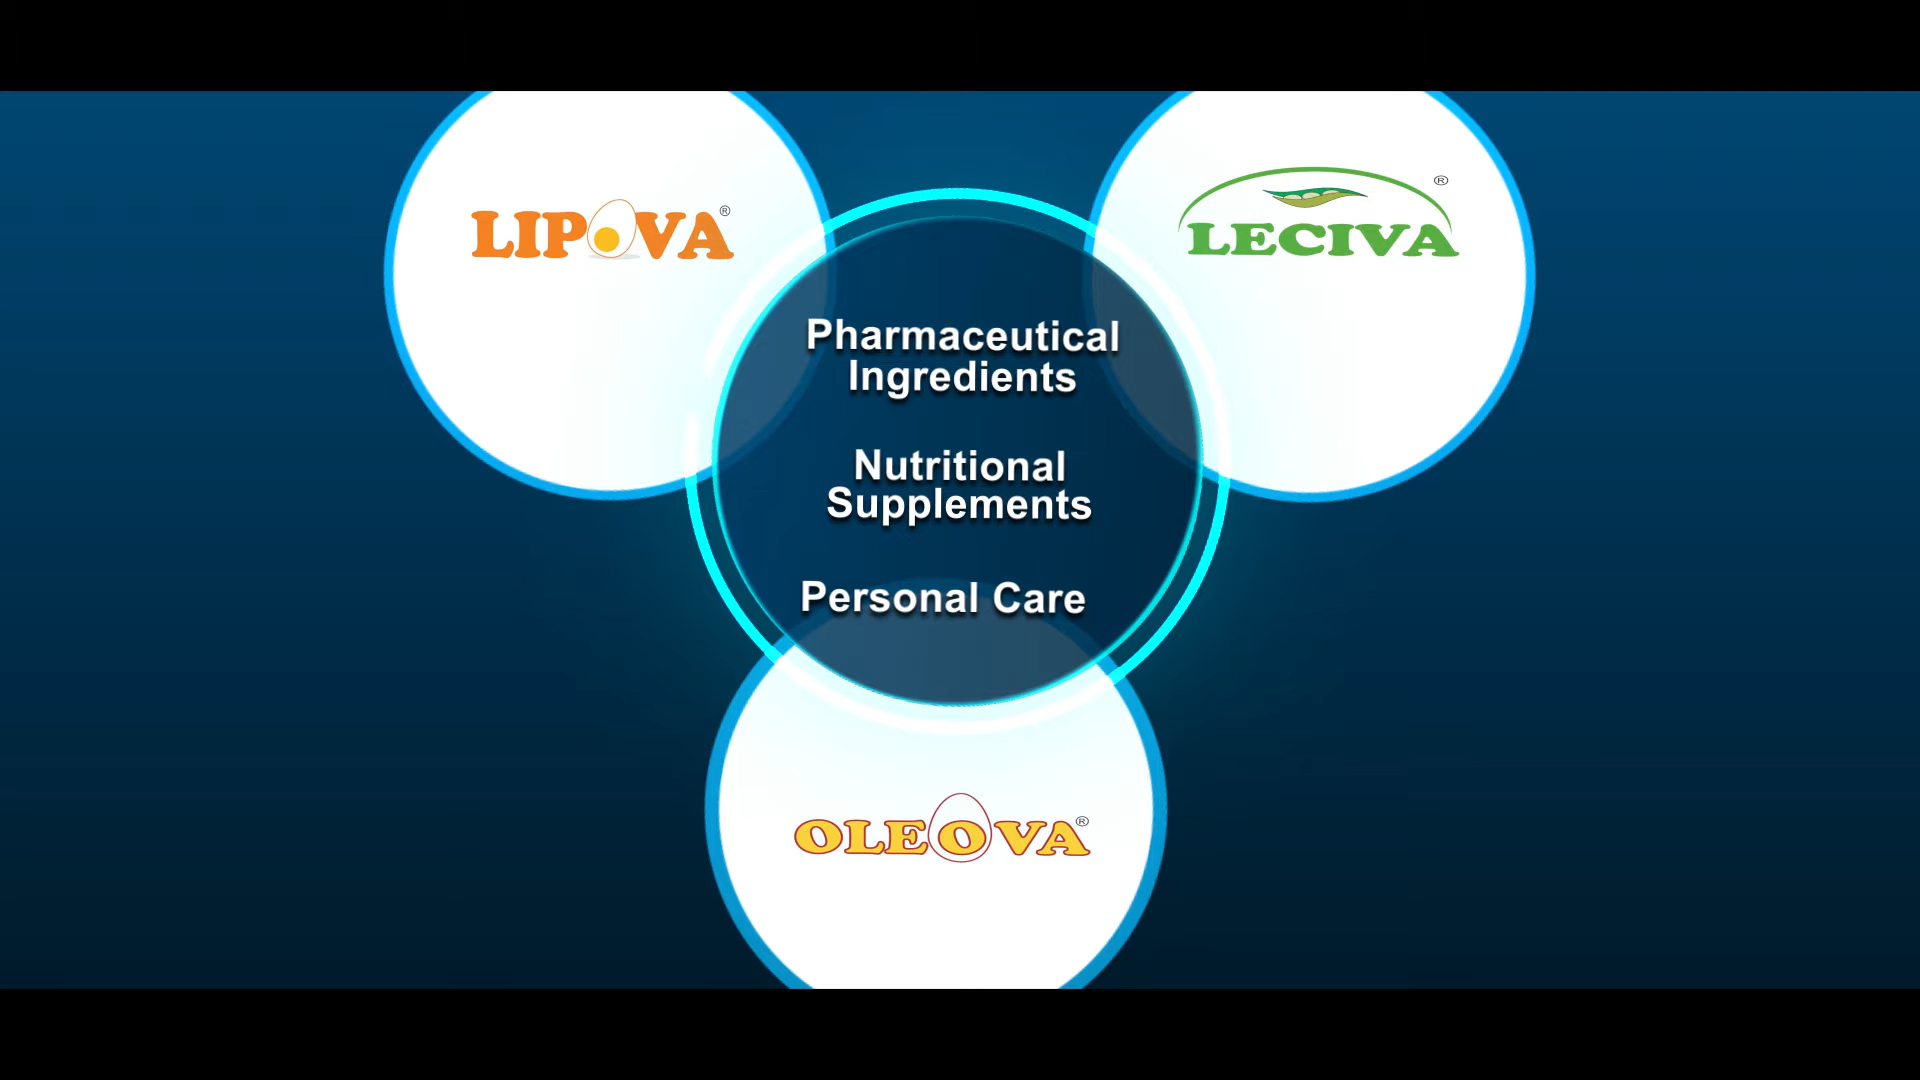 LIPOVA®
LECIVA®
Pharmaceutical
Ingredients
Nutritional
Supplements
Personal Care
OLEOVA®